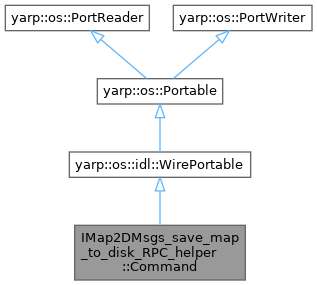 yarp::os::PortReader
yarp::os::PortWriter
yarp::os::Portable
yarp::os::idl::WirePortable
IMap2DMsgs_save_map
_to_disk_RPC_helper
::Command